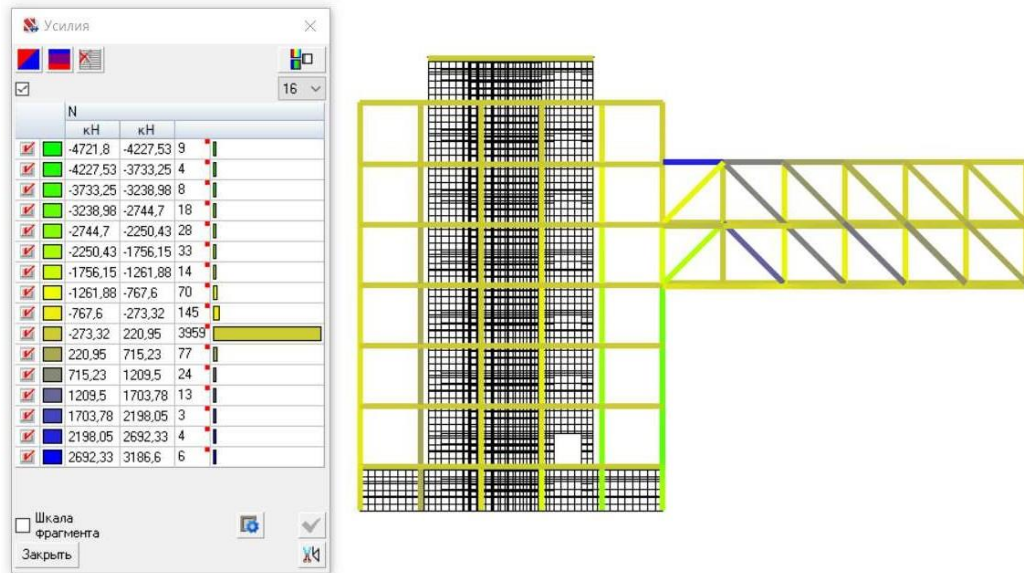 Усилия
16
N
кН кН
-4721,8 -4227,53 9
-4227,53 -3733,25 4
-3733,25 -3238,98 8
-3238,98 -2744,7 18
-2744,7 -2250,43 28
-2250,43 -1756,15 33
-1756,15 -1261,88 14
-1261,88 -767,6 70
-767,6 -273,32 145
-273,32 220,95 3959
220,95 715,23 77
715,23 1209,5 24
1209,5 1703,78 13
1703,78 2198,05 3
2198,05 2692,33 4
2692,33 3186,6 6
Шкала
фрагмента
Закрыть